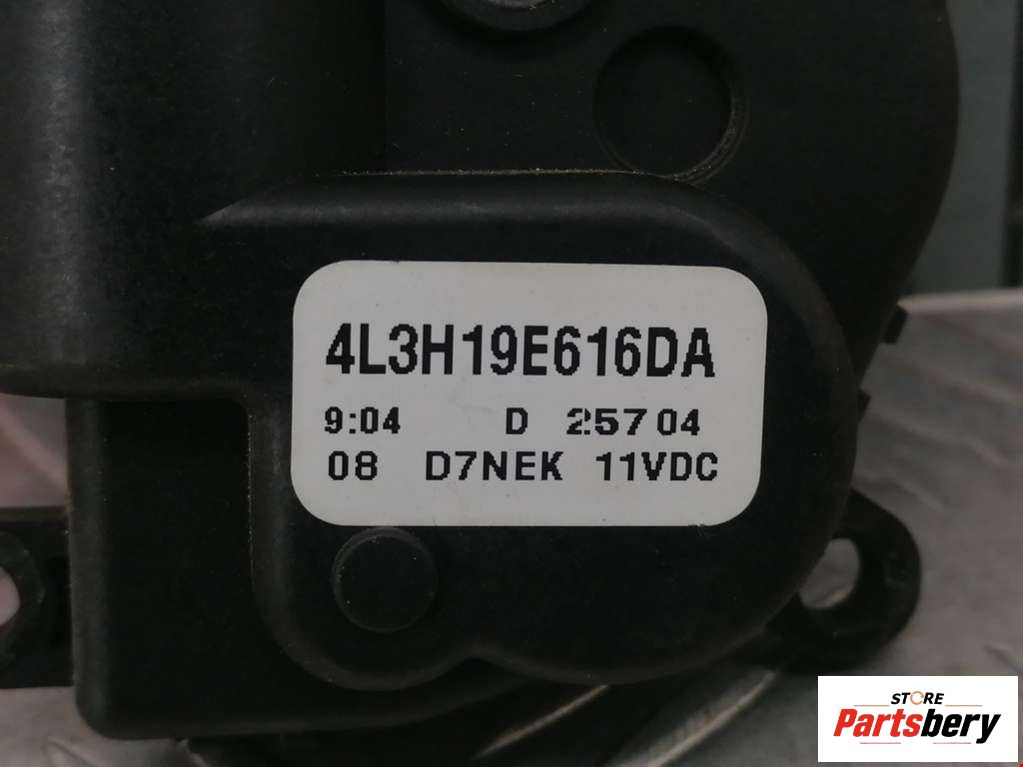 4L3H19E616DA
9:04 D 25704
08 D7NEK 11VDC
STORE
Partsbery